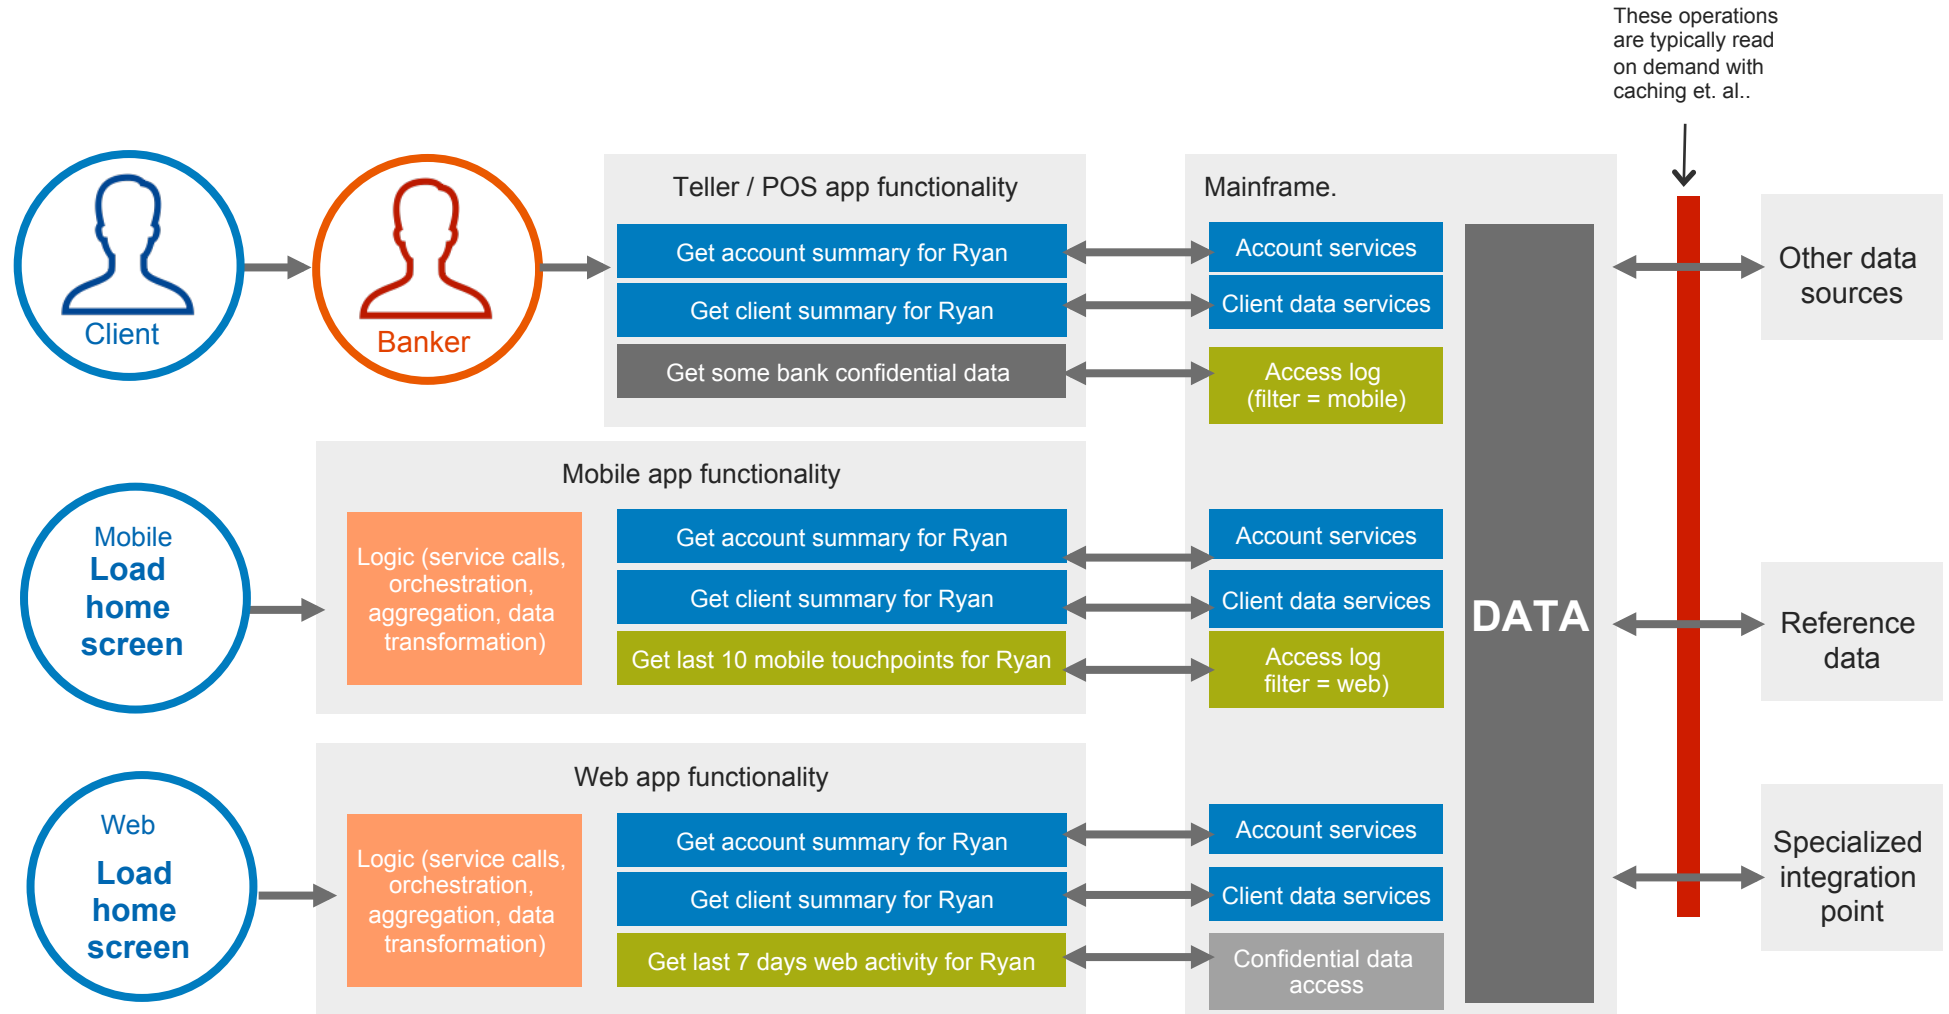 These operations
are typically read
on demand with
caching et. al..
Client
Banker
Teller / POS app functionality
Get account summary for Ryan
Get client summary for Ryan
Get some bank confidential data
Mainframe.
Account services
Client data services
Access log
(filter = mobile)
Other data
sources
Mobile
Load
home
screen
Mobile app functionality
Logic (service calls,
orchestration,
aggregation, data
transformation)
Get account summary for Ryan
Get client summary for Ryan
Get last 10 mobile touchpoints for Ryan
Account services
Client data services
Access log
filter = web)
DATA
Reference
data
Web
Load
home
screen
Web app functionality
Logic (service calls,
orchestration,
aggregation, data
transformation)
Get account summary for Ryan
Get client summary for Ryan
Get last 7 days web activity for Ryan
Account services
Client data services
Confidential data
access
Specialized
integration
point